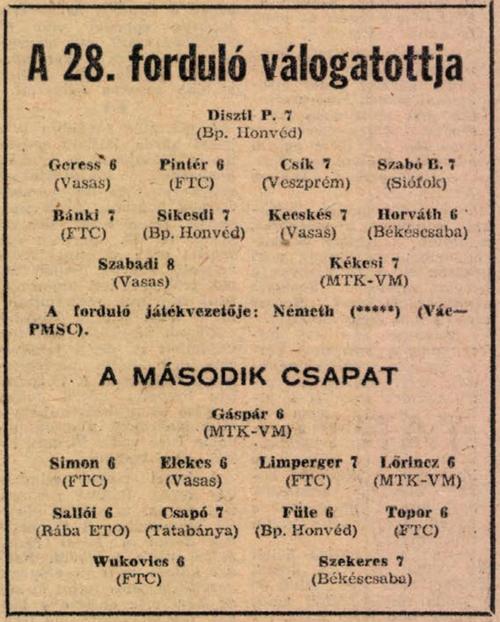 A 28. forduló válogatottja
Disztl P. 7
(Bp. Honvéd)
Geress 6 Pintér 6 Csík 7 Szabó B. 7
(Vasas) (FTC) (Veszprém) (Siófok)
Bánki 7 Sikesdi 7 Kecskés 7 Horváth 6
(FTC) (Bp. Honvéd) (Vasas) (Békéscsaba)
Szabadi 8 Kékesi 7
(Vasas) (MTK-VM)
A forduló játékvezetője: Németh (*****) (Vác—
PMSC).
A MÁSODIK CSAPAT
Gáspár 6
(MTK-VM)
Simon 6 Elekes 6 Limperger 7 Lőrincz 6
(FTC) (Vasas) (FTC) (MTK-VM)
Sallói 6 Csapó 7 Füle 6 Topor 6
(Rába ETO) (Tatabánya) (Bp. Honvéd) (FTC)
Wukovics 6 Szekeres 7
(FTC) (Békéscsaba)